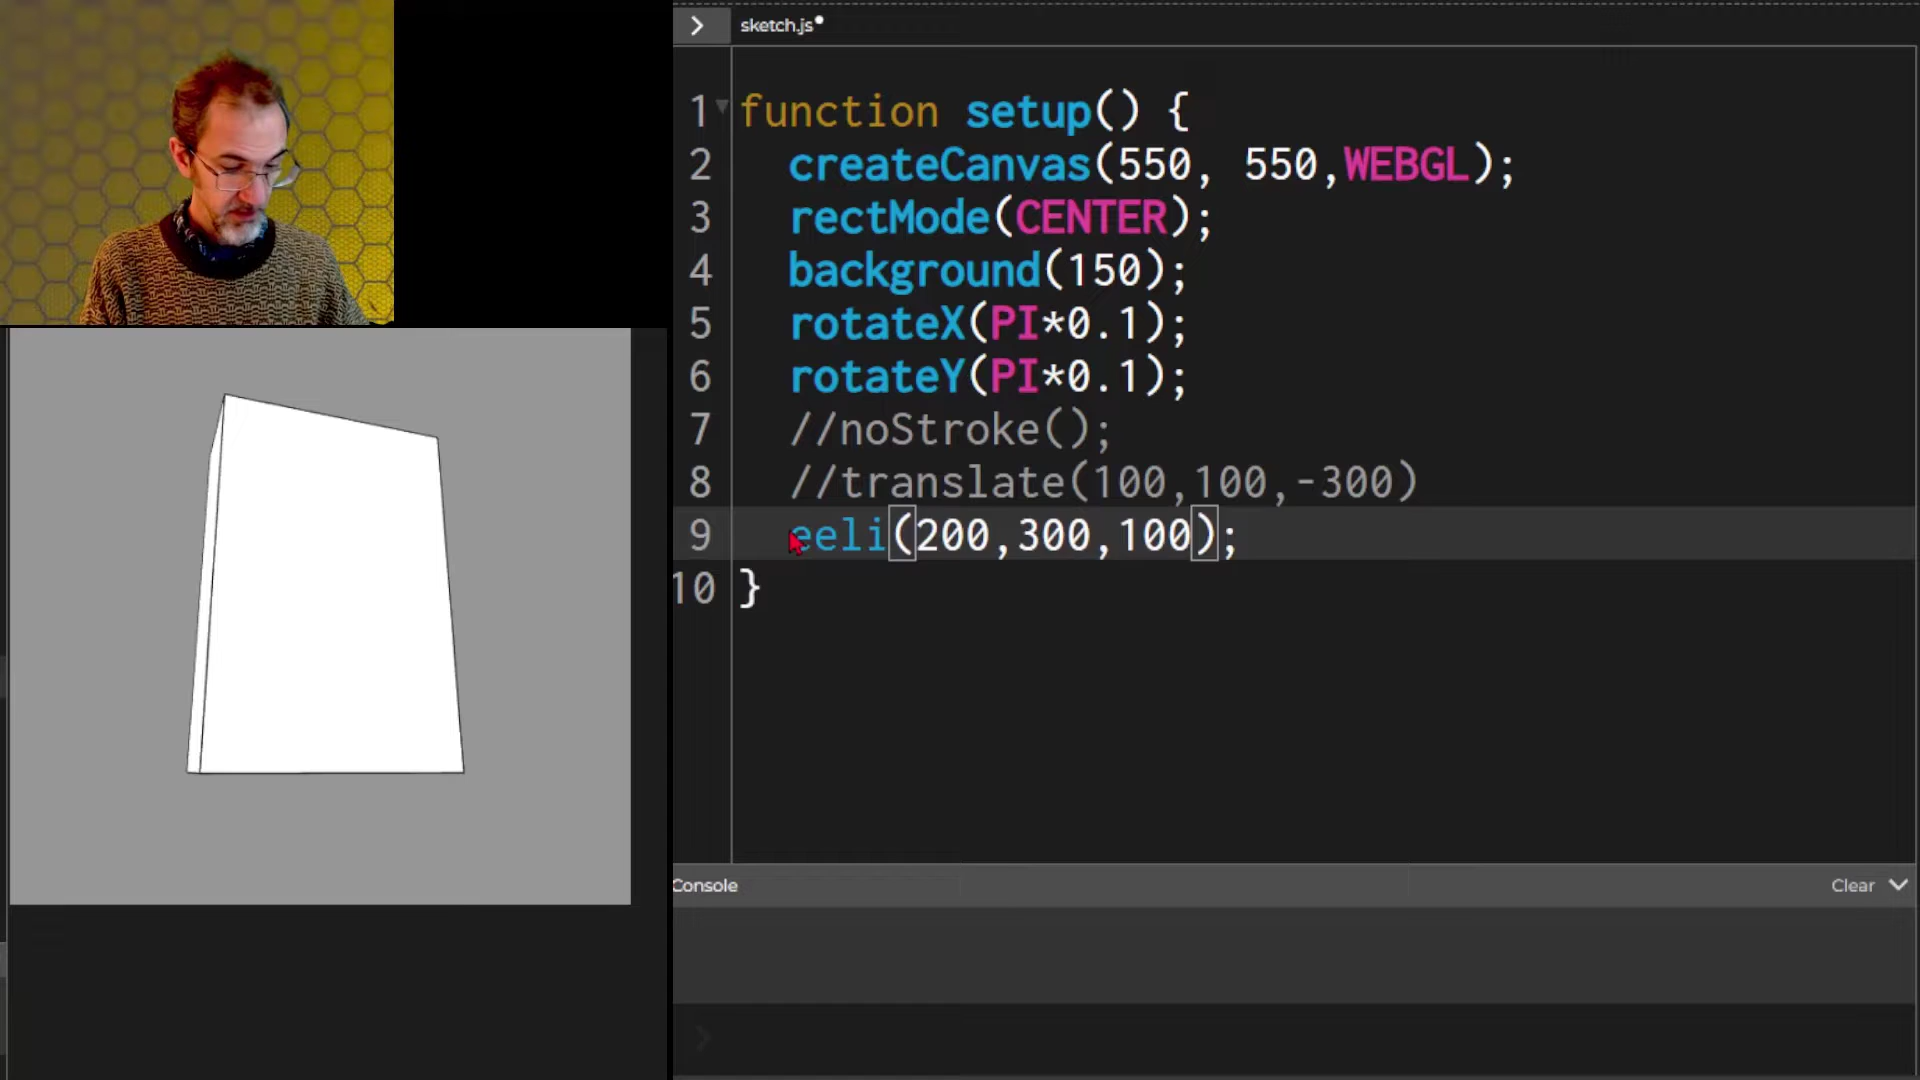 sketch.js•
1 function setup() {
2 createCanvas(550, 550,WEBGL);
3 rectMode(CENTER);
4 background(150);
5 rotateX(PI*0.1);
6 rotateY(PI*0.1);
7 //noStroke();
8 //translate(100,100,-300)
9 eeli(200,300,100);
10 }
Console
Clear